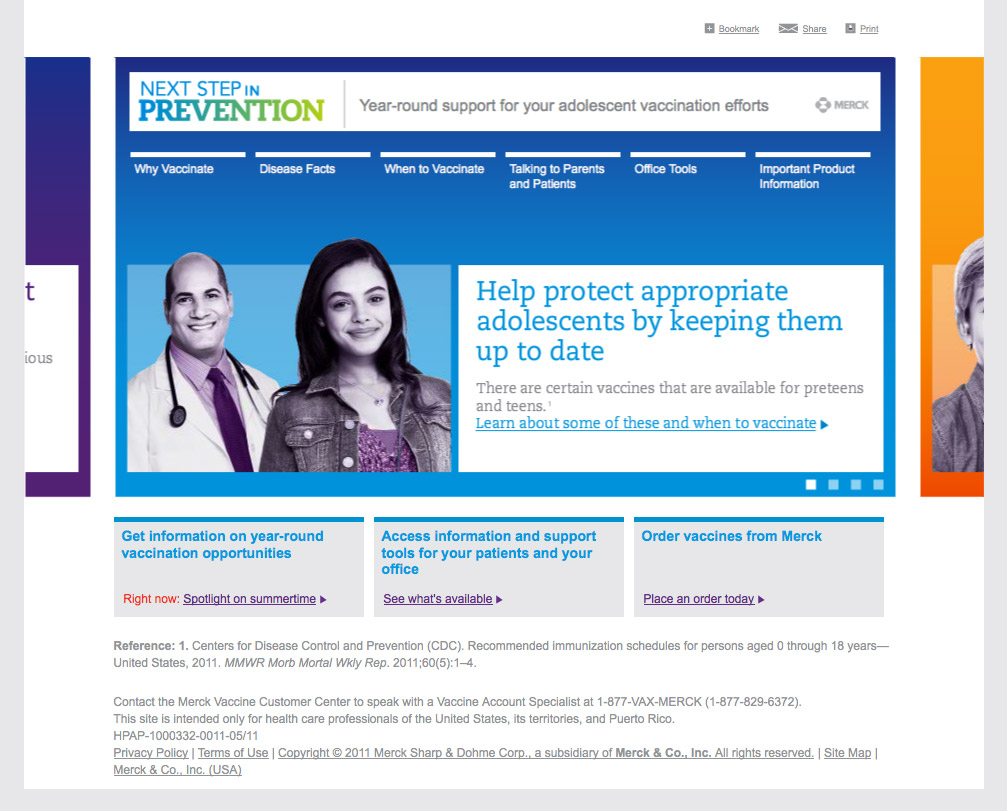 Bookmark Share Print
NEXT STEP IN
PREVENTION
Year-round support for your adolescent vaccination efforts
MERCK
Why Vaccinate
Disease Facts
When to Vaccinate
Talking to Parents
and Patients
Office Tools
Important Product
Information
t
ious
Help protect appropriate
adolescents by keeping them
up to date
There are certain vaccines that are available for preteens
and teens.¹
Learn about some of these and when to vaccinate
Get information on year-round
vaccination opportunities
Right now: Spotlight on summertime
Access information and support
tools for your patients and your
office
See what's available
Order vaccines from Merck
Place an order today
Reference: 1. Centers for Disease Control and Prevention (CDC). Recommended immunization schedules for persons aged 0 through 18 years—
United States, 2011. MMWR Morb Mortal Wkly Rep. 2011;60(5):1–4.
Contact the Merck Vaccine Customer Center to speak with a Vaccine Account Specialist at 1-877-VAX-MERCK (1-877-829-6372).
This site is intended only for health care professionals of the United States, its territories, and Puerto Rico.
HPAP-1000332-0011-05/11
Privacy Policy | Terms of Use | Copyright © 2011 Merck Sharp & Dohme Corp., a subsidiary of Merck & Co., Inc. All rights reserved. | Site Map |
Merck & Co., Inc. (USA)